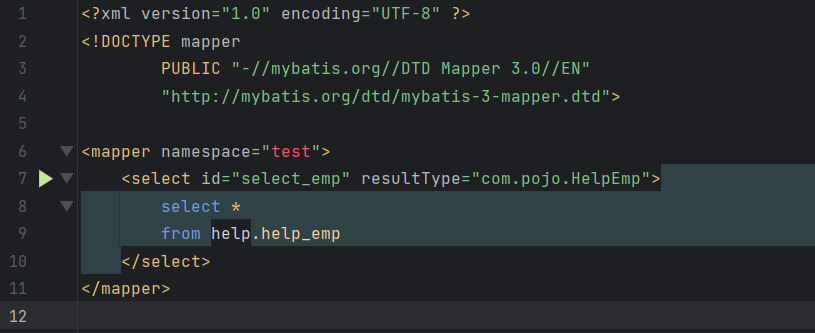 1 <?xml version="1.0" encoding="UTF-8" ?>
2 <!DOCTYPE mapper
3         PUBLIC "-//mybatis.org//DTD Mapper 3.0//EN"
4         "http://mybatis.org/dtd/mybatis-3-mapper.dtd">
5
6 <mapper namespace="test">
7     <select id="select_emp" resultType="com.pojo.HelpEmp">
8         select *
9         from help.help_emp
10     </select>
11 </mapper>
12